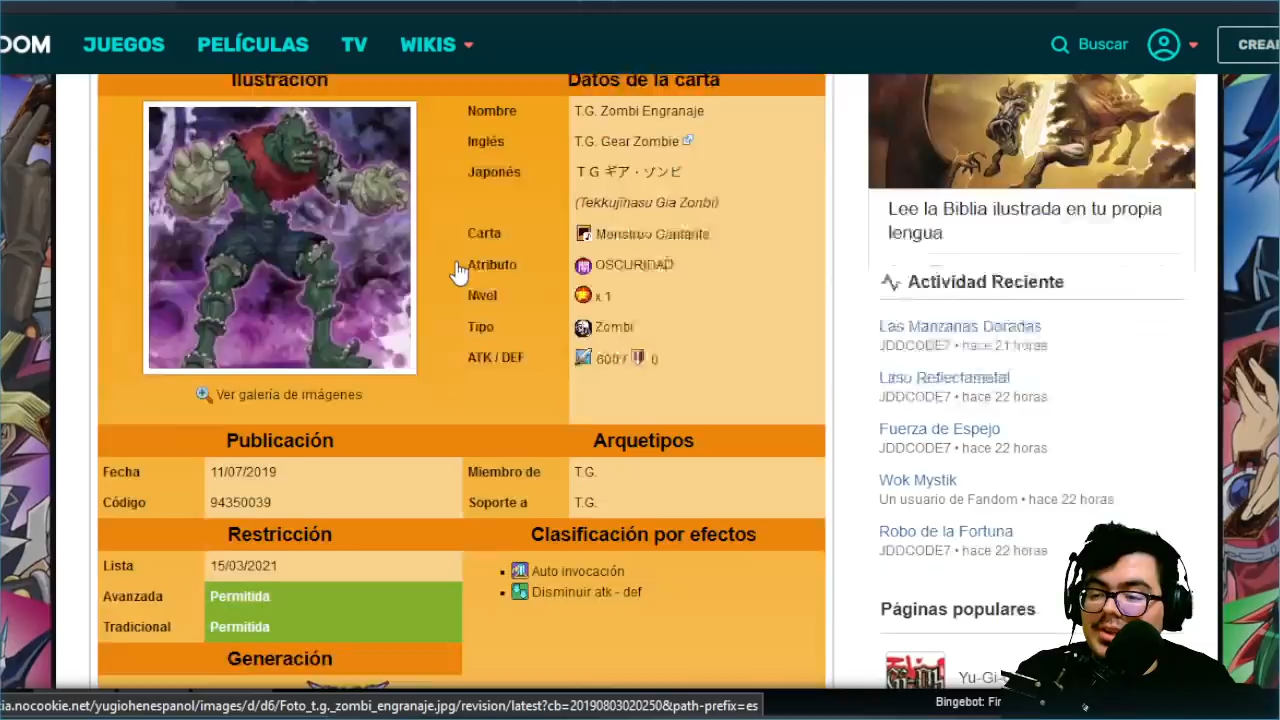 DOM JUEGOS PELÍCULAS TV WIKIS Buscar CREA
Ilustración
Datos de la carta
Nombre T.G. Zombi Engranaje
Inglés T.G. Gear Zombie
Japonés ＴＧ ギア・ゾンビ
(Tekkujīnasu Gia Zonbi)
Carta Monstruo Cantante
Atributo OSCURIDAD
Nivel x 1
Tipo Zombi
ATK / DEF 600 / 0
Ver galería de imágenes
Publicación
Fecha 11/07/2019
Código 94350039
Arquetipos
Miembro de T.G.
Soporte a T.G.
Restricción
Lista 15/03/2021
Avanzada Permitida
Tradicional Permitida
Clasificación por efectos
Auto invocación
Disminuir atk - def
Generación
Lee la Biblia ilustrada en tu propia
lengua
Actividad Reciente
Las Manzanas Doradas
JDDCODE7 • hace 21 horas
Laso Reflectametal
JDDCODE7 • hace 22 horas
Fuerza de Espejo
JDDCODE7 • hace 22 horas
Wok Mystik
Un usuario de Fandom • hace 22 horas
Robo de la Fortuna
JDDCODE7 • hace 22 horas
Páginas populares
Yu-Gi-
Bingebot: Fir
cia.nocookie.net/yugiohenespanol/images/d/d6/Foto_t.g._zombi_engranaje.jpg/revision/latest?cb=20190803020250&path-prefix=es